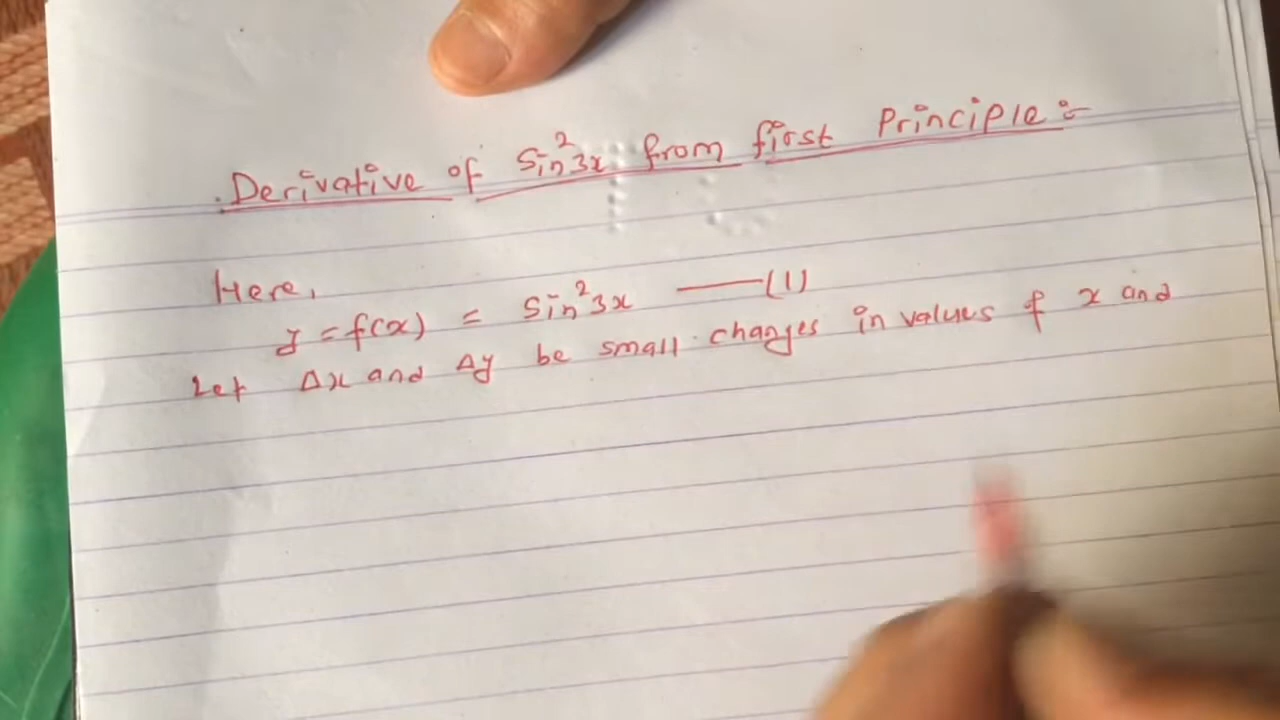 Derivative of sin²3x from first Principle:-
Here,
y = f(x) = sin²3x ——(1)
Let Δx and Δy be small changes in values of x and